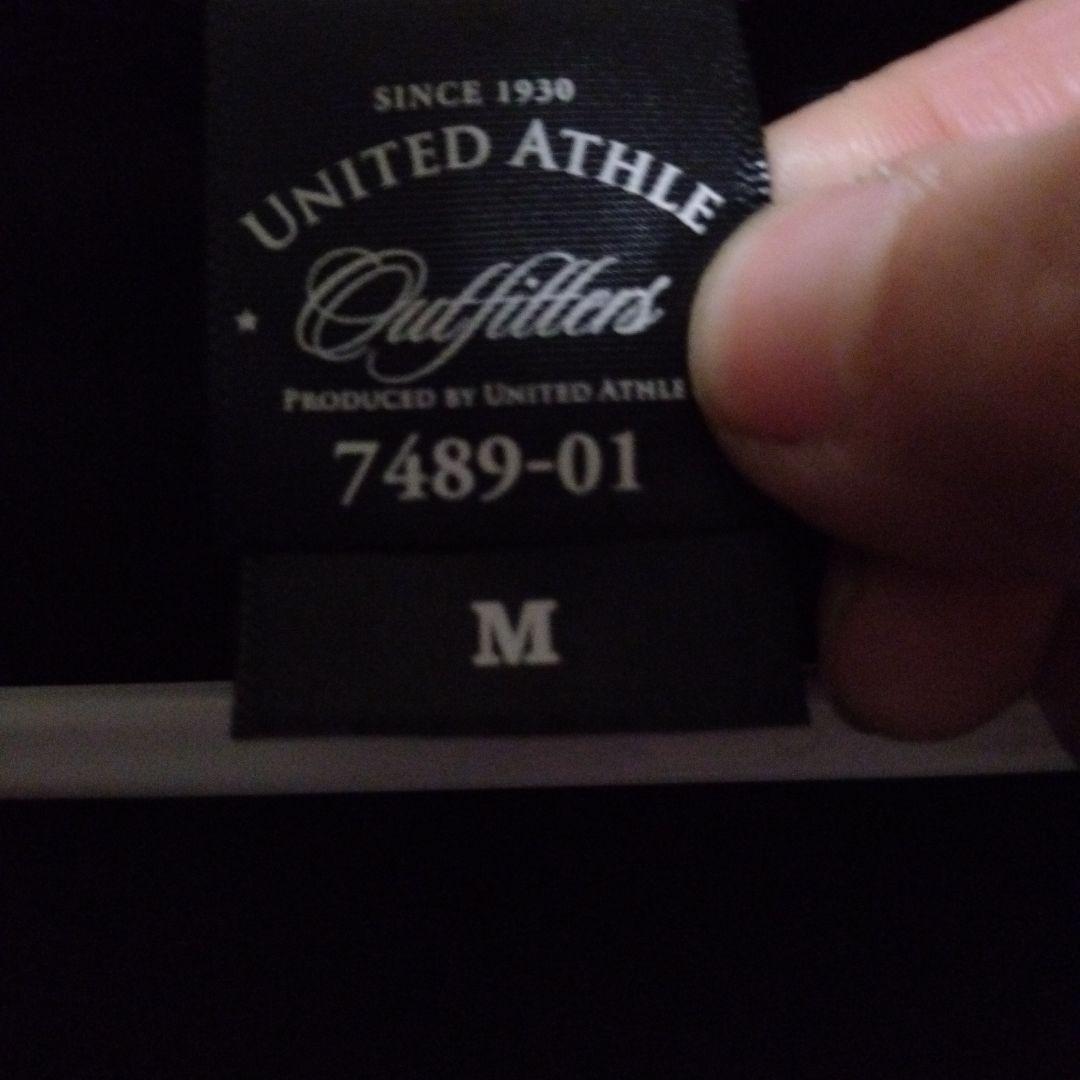 SINCE 1930
UNITED ATHLE
Outfitters
PRODUCED BY UNITED ATHLE
7489-01
M